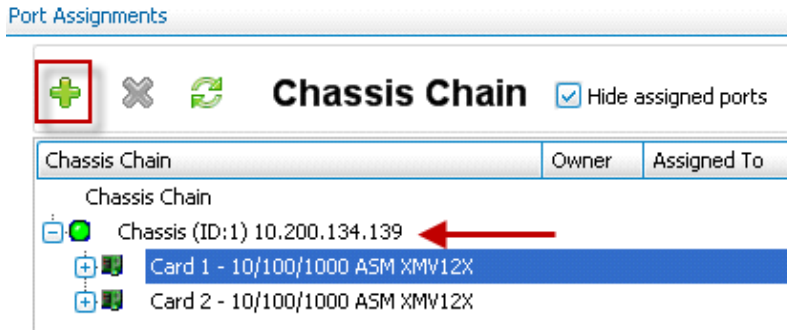 Port Assignments
Chassis Chain Hide assigned ports
Chassis Chain Owner Assigned To
Chassis Chain
Chassis (ID:1) 10.200.134.139
Card 1 - 10/100/1000 ASM XMV12X
Card 2 - 10/100/1000 ASM XMV12X